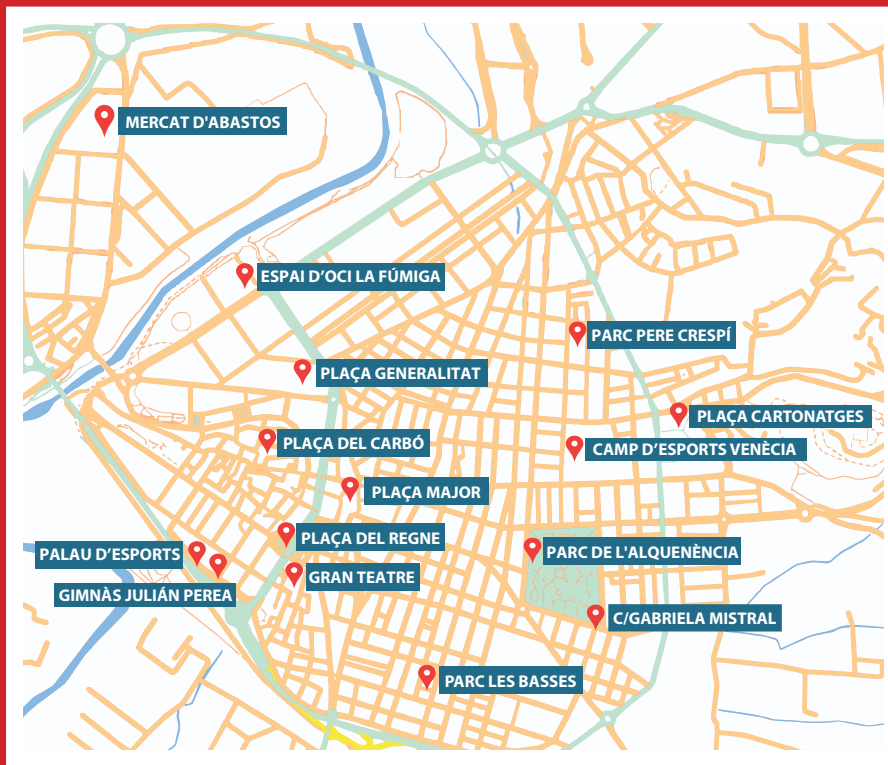 MERCAT D'ABASTOS
ESPAI D’OCI LA FÚMIGA
PARC PERE CRESPÍ
PLAÇA GENERALITAT
PLAÇA CARTONATGES
PLAÇA DEL CARBÓ
CAMP D’ESPORTS VENÈCIA
PLAÇA MAJOR
PLAÇA DEL REGNE
PALAU D’ESPORTS
PARC DE L'ALQUENÈNCIA
GRAN TEATRE
GIMNÀS JULIÁN PEREA
C/GABRIELA MISTRAL
PARC LES BASSES